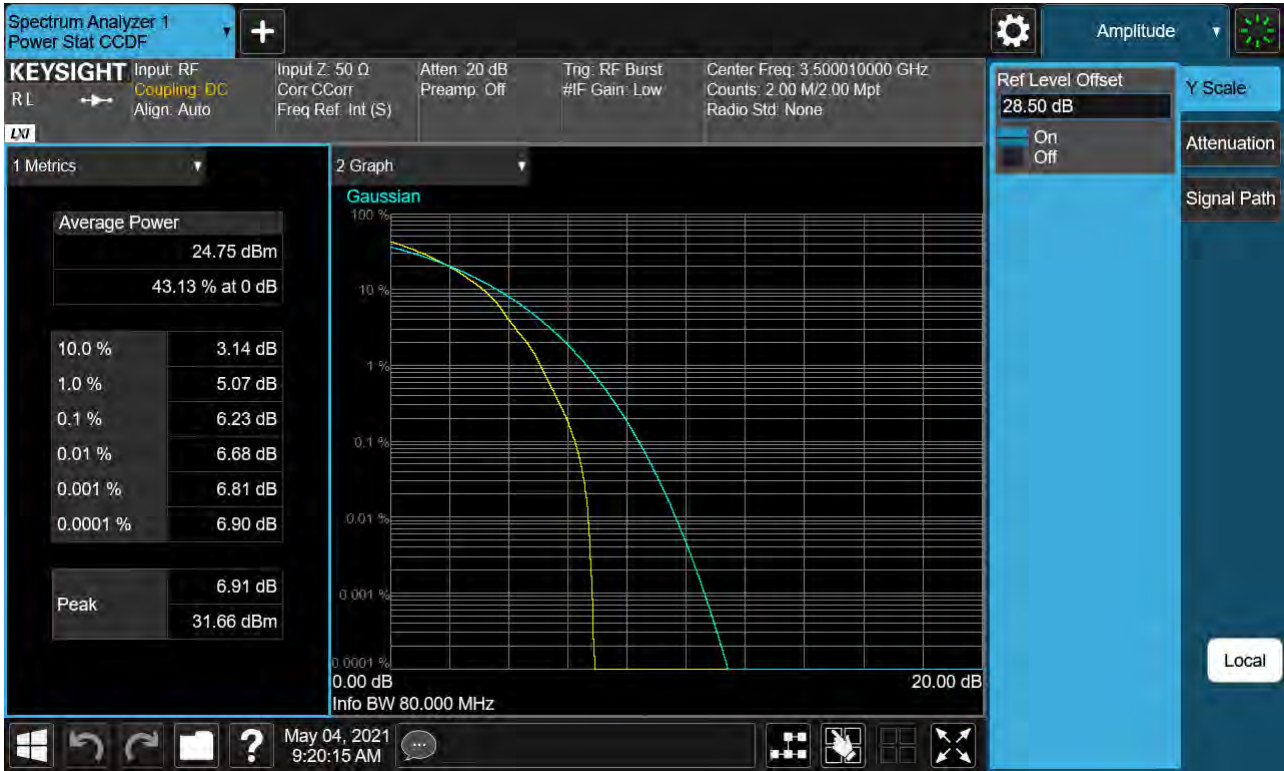 Spectrum Analyzer 1
Power Stat CCDF
+
Amplitude
KEYSIGHT
RL
LXI
Input: RF
Coupling: DC
Align: Auto
Input Z: 50 Ω
Corr CCorr
Freq Ref: Int (S)
Atten: 20 dB
Preamp: Off
Trig: RF Burst
#IF Gain: Low
Center Freq: 3.500010000 GHz
Counts: 2.00 M/2.00 Mpt
Radio Std: None
Ref Level Offset
28.50 dB
On
Off
Y Scale
Attenuation
Signal Path
Local
1 Metrics
Average Power
24.75 dBm
43.13 % at 0 dB
10.0 % 3.14 dB
1.0 % 5.07 dB
0.1 % 6.23 dB
0.01 % 6.68 dB
0.001 % 6.81 dB
0.0001 % 6.90 dB
Peak
6.91 dB
31.66 dBm
2 Graph
Gaussian
100 %
10 %
1 %
0.1 %
0.01 %
0.001 %
0.0001 %
0.00 dB 20.00 dB
Info BW 80.000 MHz
?
May 04, 2021
9:20:15 AM